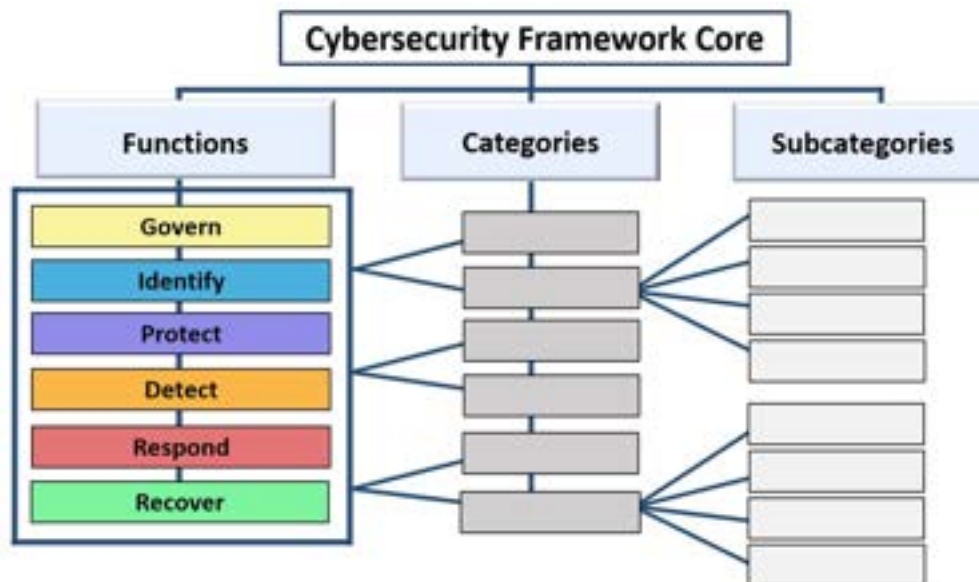 Cybersecurity Framework Core
Functions
Categories
Subcategories
Govern
Identify
Protect
Detect
Respond
Recover